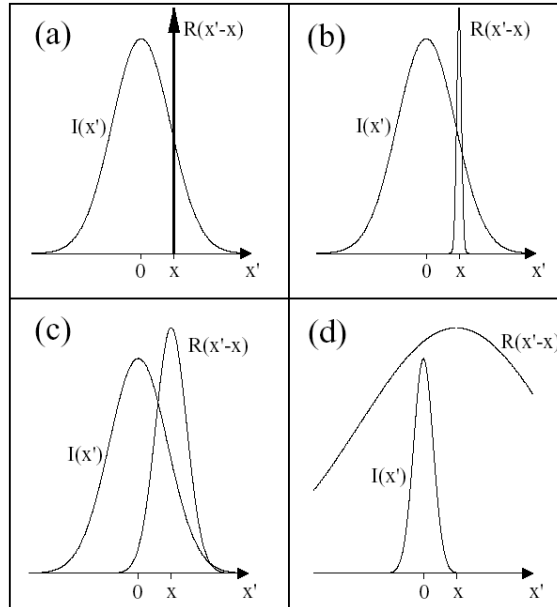 (a)
R(x'-x)
I(x')
0 x x'
(b)
R(x'-x)
I(x')
0 x x'
(c)
R(x'-x)
I(x')
0 x x'
(d)
R(x'-x)
I(x')
0 x x'